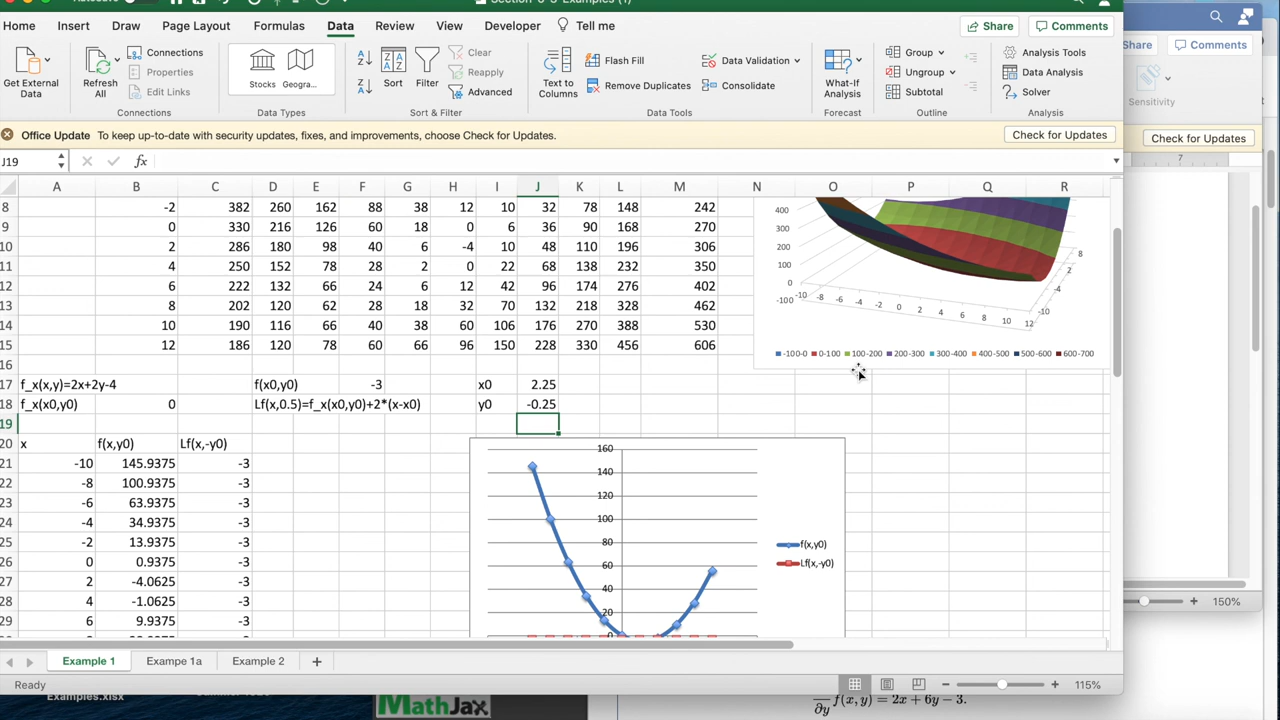 Home Insert Draw Page Layout Formulas Data Review View Developer Tell me Share Comments
Share Comments
Get External Data
Refresh All
Connections
Properties
Edit Links
Connections
Stocks Geogra...
Data Types
Sort
Filter
Clear
Reapply
Advanced
Sort & Filter
Text to Columns
Flash Fill
Remove Duplicates
Data Validation
Consolidate
Data Tools
What-If Analysis
Forecast
Group
Ungroup
Subtotal
Outline
Analysis Tools
Data Analysis
Solver
Analysis
Sensitivity
Office Update To keep up-to-date with security updates, fixes, and improvements, choose Check for Updates. Check for Updates
Check for Updates
J19 fx
7
A B C D E F G H I J K L M N O P Q R
8 -2 382 260 162 88 38 12 10 32 78 148 242
9 0 330 216 126 60 18 0 6 36 90 168 270
10 2 286 180 98 40 6 -4 10 48 110 196 306
11 4 250 152 78 28 2 0 22 68 138 232 350
12 6 222 132 66 24 6 12 42 96 174 276 402
13 8 202 120 62 28 18 32 70 132 218 328 462
14 10 190 116 66 40 38 60 106 176 270 388 530
15 12 186 120 78 60 66 96 150 228 330 456 606
16
17 f_x(x,y)=2x+2y-4 f(x0,y0) -3 x0 2.25
18 f_x(x0,y0) 0 Lf(x,0.5)=f_x(x0,y0)+2*(x-x0) y0 -0.25
19
20 x f(x,y0) Lf(x,-y0)
21 -10 145.9375 -3
22 -8 100.9375 -3
23 -6 63.9375 -3
24 -4 34.9375 -3
25 -2 13.9375 -3
26 0 0.9375 -3
27 2 -4.0625 -3
28 4 -1.0625 -3
29 6 9.9375 -3
400
300
200
100
0
-100
-10 -8 -6 -4 -2 0 2 4 6 8 10 12
8
2
-4
-10
-100-0 0-100 100-200 200-300 300-400 400-500 500-600 600-700
160
140
120
100
80
60
40
20
0
f(x,y0)
Lf(x,-y0)
150%
Example 1 Exampe 1a Example 2
Ready 115%
Examples.xlsx
MathJax
∂y f(x, y) = 2x + 6y − 3.